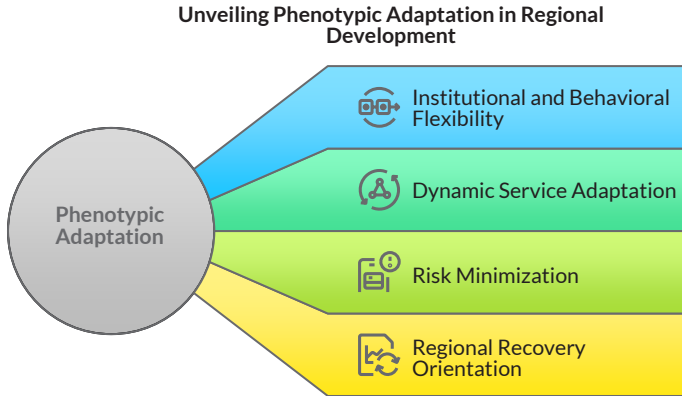 Unveiling Phenotypic Adaptation in Regional
Development
Phenotypic
Adaptation
Institutional and Behavioral
Flexibility
Dynamic Service Adaptation
Risk Minimization
Regional Recovery
Orientation